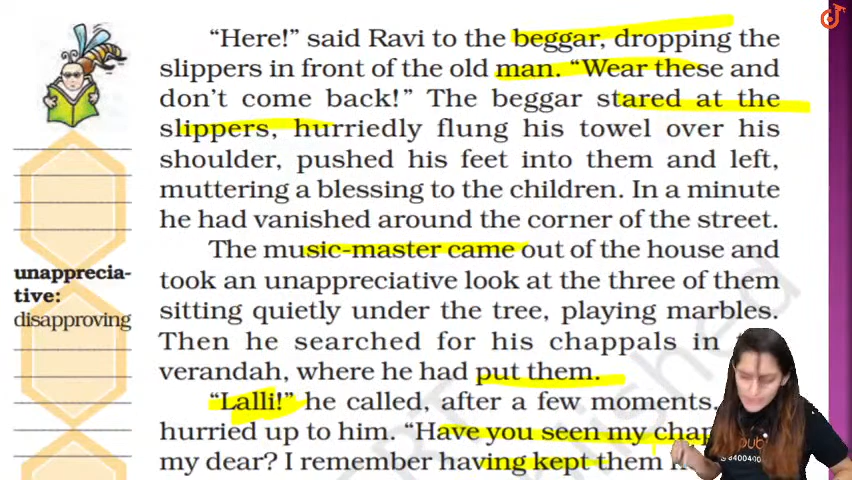 “Here!” said Ravi to the beggar, dropping the
slippers in front of the old man. “Wear these and
don’t come back!” The beggar stared at the
slippers, hurriedly flung his towel over his
shoulder, pushed his feet into them and left,
muttering a blessing to the children. In a minute
he had vanished around the corner of the street.
The music-master came out of the house and
took an unappreciative look at the three of them
sitting quietly under the tree, playing marbles.
Then he searched for his chappals in
verandah, where he had put them.
“Lalli!” he called, after a few moments.
hurried up to him. “Have you seen my
my dear? I remember having kept them
unapprecia-
tive:
disapproving